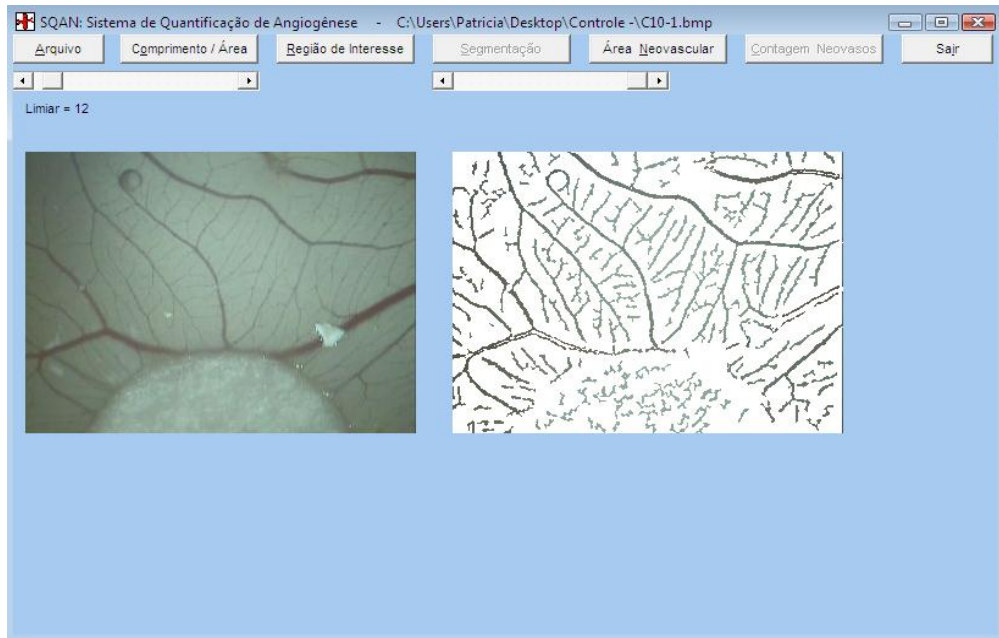 SQAN: Sistema de Quantificação de Angiogênese - C:\Users\Patricia\Desktop\Controle -\C10-1.bmp
Arquivo Comprimento / Área Região de Interesse Segmentação Área Neovascular Contagem Neovasos Sair
Limiar = 12